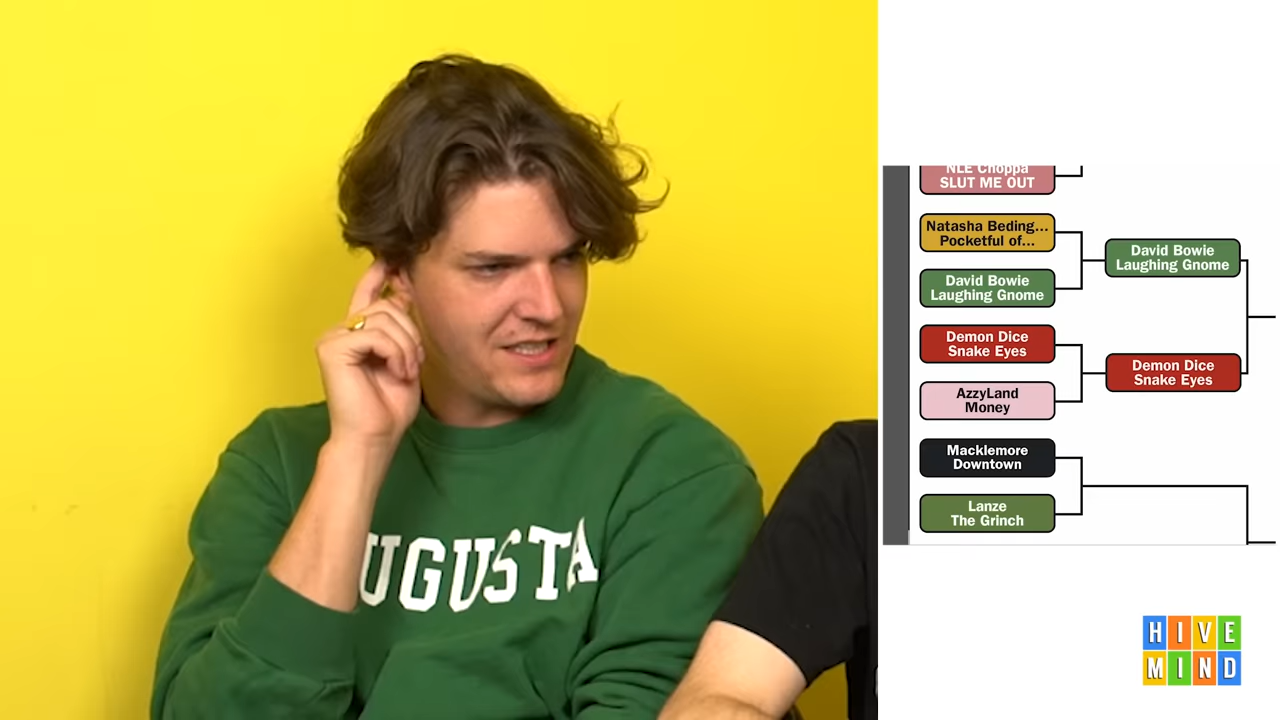 UGUSTA
NLE Choppa
SLUT ME OUT
Natasha Beding...
Pocketful of...
David Bowie
Laughing Gnome
David Bowie
Laughing Gnome
Demon Dice
Snake Eyes
Demon Dice
Snake Eyes
AzzyLand
Money
Macklemore
Downtown
Lanze
The Grinch
HIVE
MIND